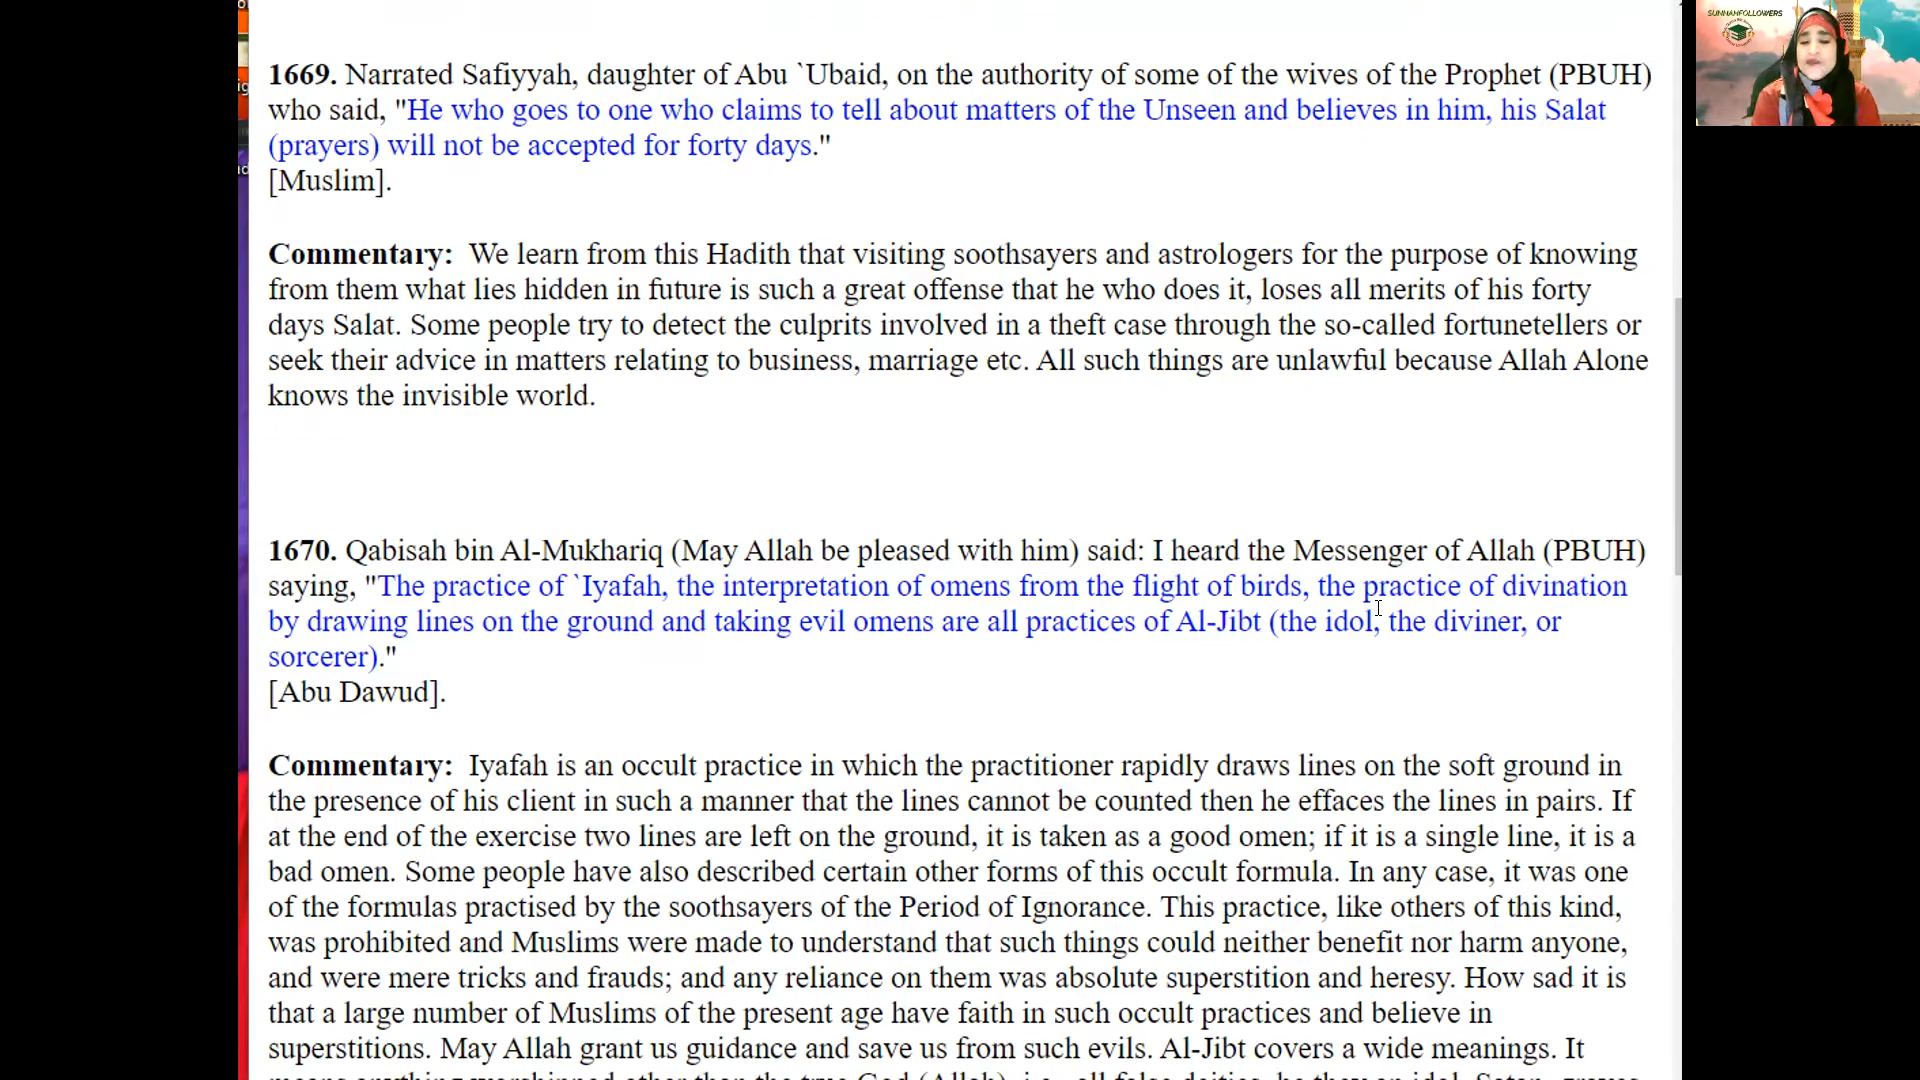 SUNNAHFOLLOWERS
1669. Narrated Safiyyah, daughter of Abu `Ubaid, on the authority of some of the wives of the Prophet (PBUH)
who said, "He who goes to one who claims to tell about matters of the Unseen and believes in him, his Salat
(prayers) will not be accepted for forty days."
[Muslim].
Commentary: We learn from this Hadith that visiting soothsayers and astrologers for the purpose of knowing
from them what lies hidden in future is such a great offense that he who does it, loses all merits of his forty
days Salat. Some people try to detect the culprits involved in a theft case through the so-called fortunetellers or
seek their advice in matters relating to business, marriage etc. All such things are unlawful because Allah Alone
knows the invisible world.
1670. Qabisah bin Al-Mukhariq (May Allah be pleased with him) said: I heard the Messenger of Allah (PBUH)
saying, "The practice of `Iyafah, the interpretation of omens from the flight of birds, the practice of divination
by drawing lines on the ground and taking evil omens are all practices of Al-Jibt (the idol, the diviner, or
sorcerer)."
[Abu Dawud].
Commentary: Iyafah is an occult practice in which the practitioner rapidly draws lines on the soft ground in
the presence of his client in such a manner that the lines cannot be counted then he effaces the lines in pairs. If
at the end of the exercise two lines are left on the ground, it is taken as a good omen; if it is a single line, it is a
bad omen. Some people have also described certain other forms of this occult formula. In any case, it was one
of the formulas practised by the soothsayers of the Period of Ignorance. This practice, like others of this kind,
was prohibited and Muslims were made to understand that such things could neither benefit nor harm anyone,
and were mere tricks and frauds; and any reliance on them was absolute superstition and heresy. How sad it is
that a large number of Muslims of the present age have faith in such occult practices and believe in
superstitions. May Allah grant us guidance and save us from such evils. Al-Jibt covers a wide meanings. It
means anything worshipped other than the true God (Allah), i.e., all false deities, be they an idol, Satan, graves